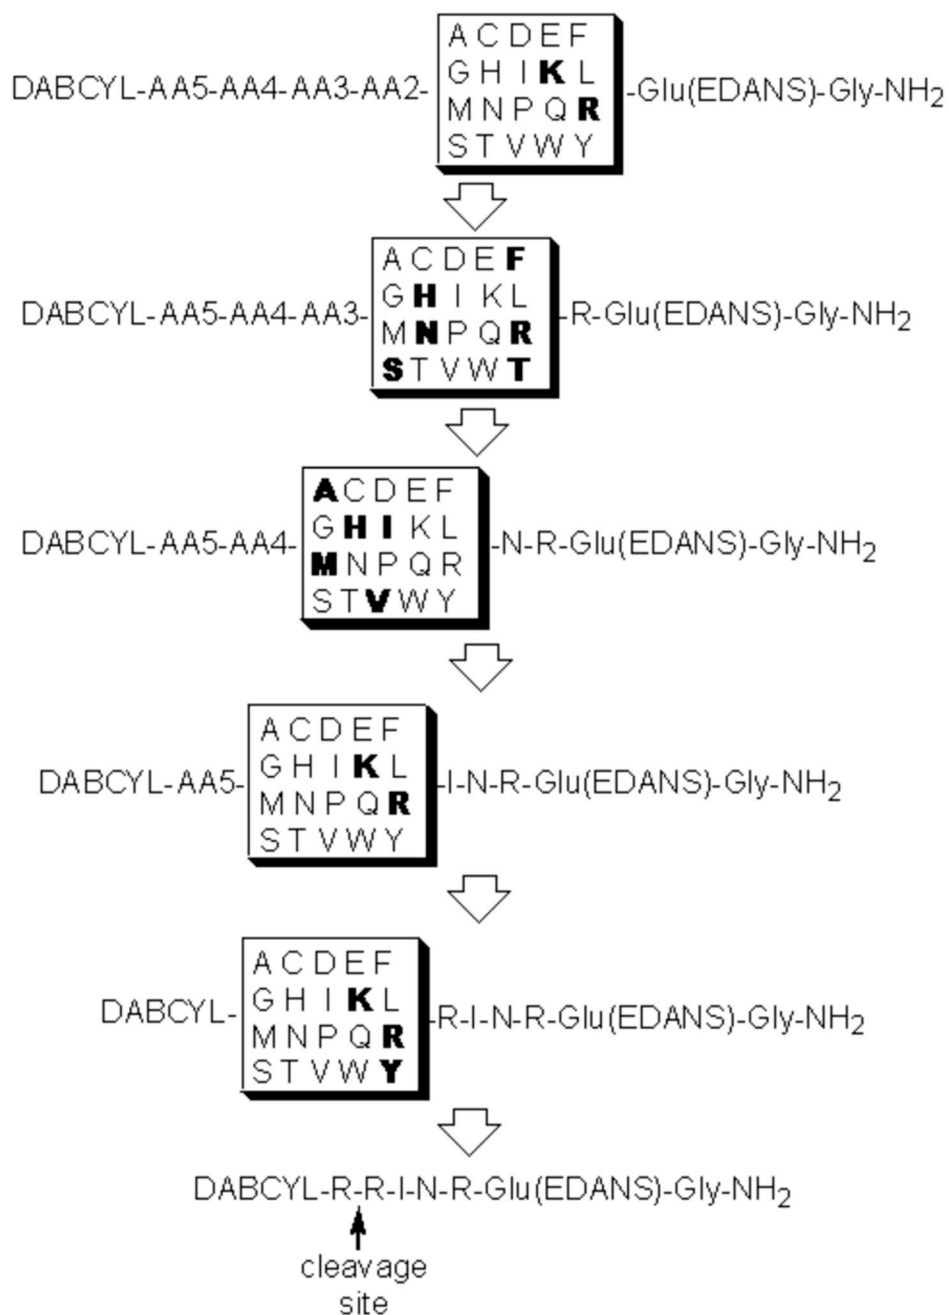 A C D E F
G H I K L
DABCYL-AA5-AA4-AA3-AA2- -Glu(EDANS)-Gly-NH2
M N P Q R
S T V W Y
A C D E F
G H I K L
DABCYL-AA5-AA4-AA3- -R-Glu(EDANS)-Gly-NH2
M N P Q R
S T V W T
A C D E F
G H I K L
DABCYL-AA5-AA4- -N-R-Glu(EDANS)-Gly-NH2
M N P Q R
S T V W Y
A C D E F
G H I K L
DABCYL-AA5- -I-N-R-Glu(EDANS)-Gly-NH2
M N P Q R
S T V W Y
A C D E F
G H I K L
DABCYL- -R-I-N-R-Glu(EDANS)-Gly-NH2
M N P Q R
S T V W Y
DABCYL-R-R-I-N-R-Glu(EDANS)-Gly-NH2
cleavage
site